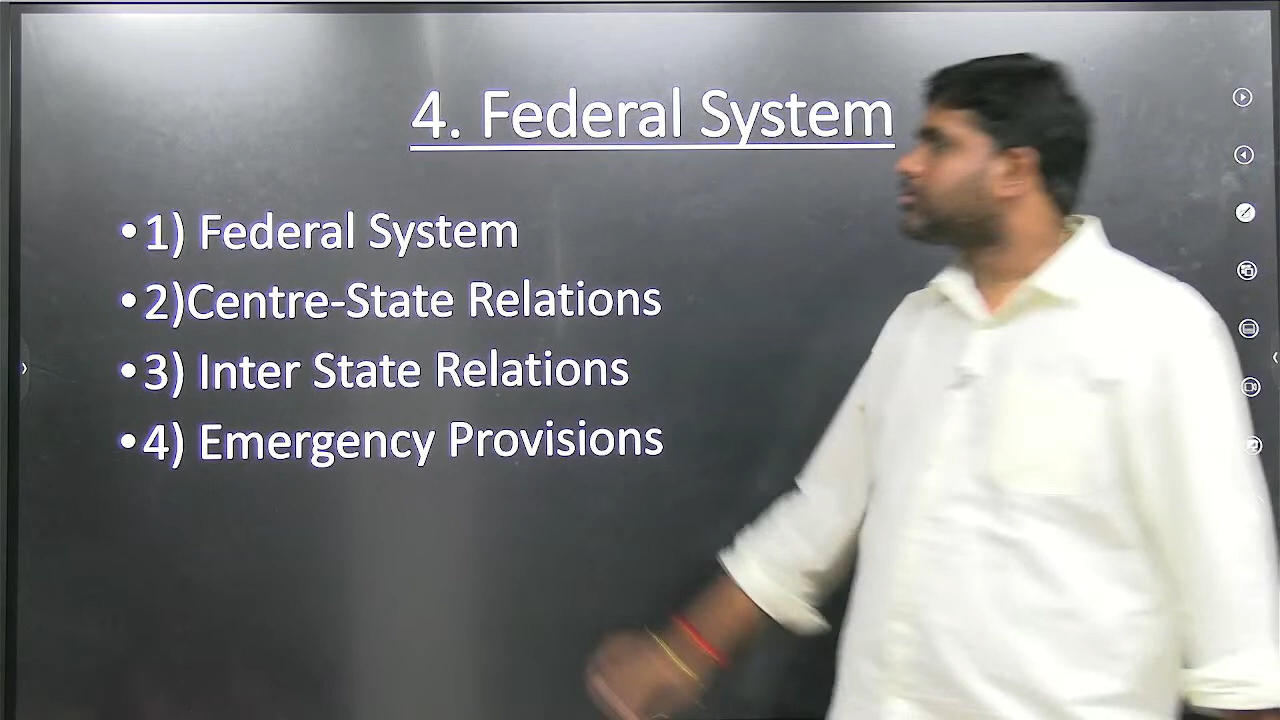 4. Federal System
•1) Federal System
•2)Centre-State Relations
•3) Inter State Relations
•4) Emergency Provisions